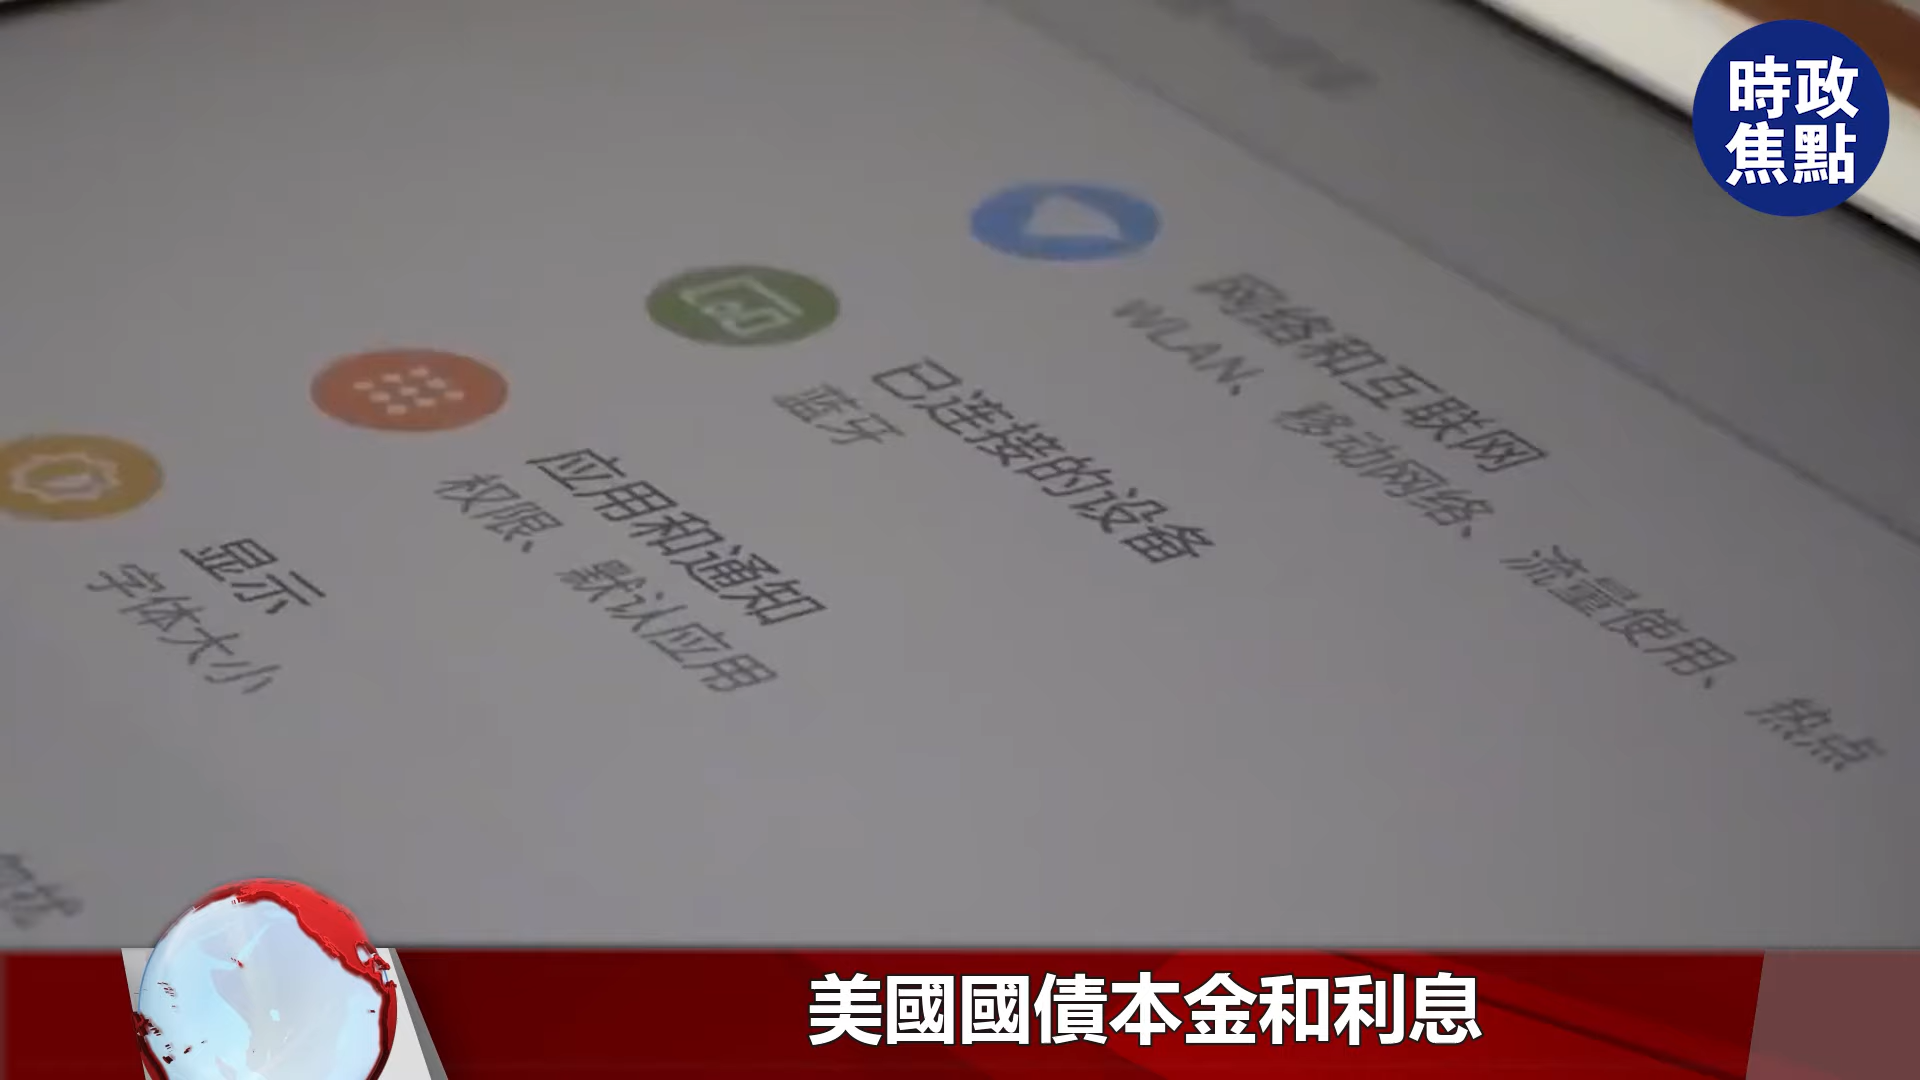 時政
焦點
网络和互联网
WLAN、移动网络、流量使用、热点
已连接的设备
蓝牙
应用和通知
权限、默认应用
显示
字体大小
美國國債本金和利息